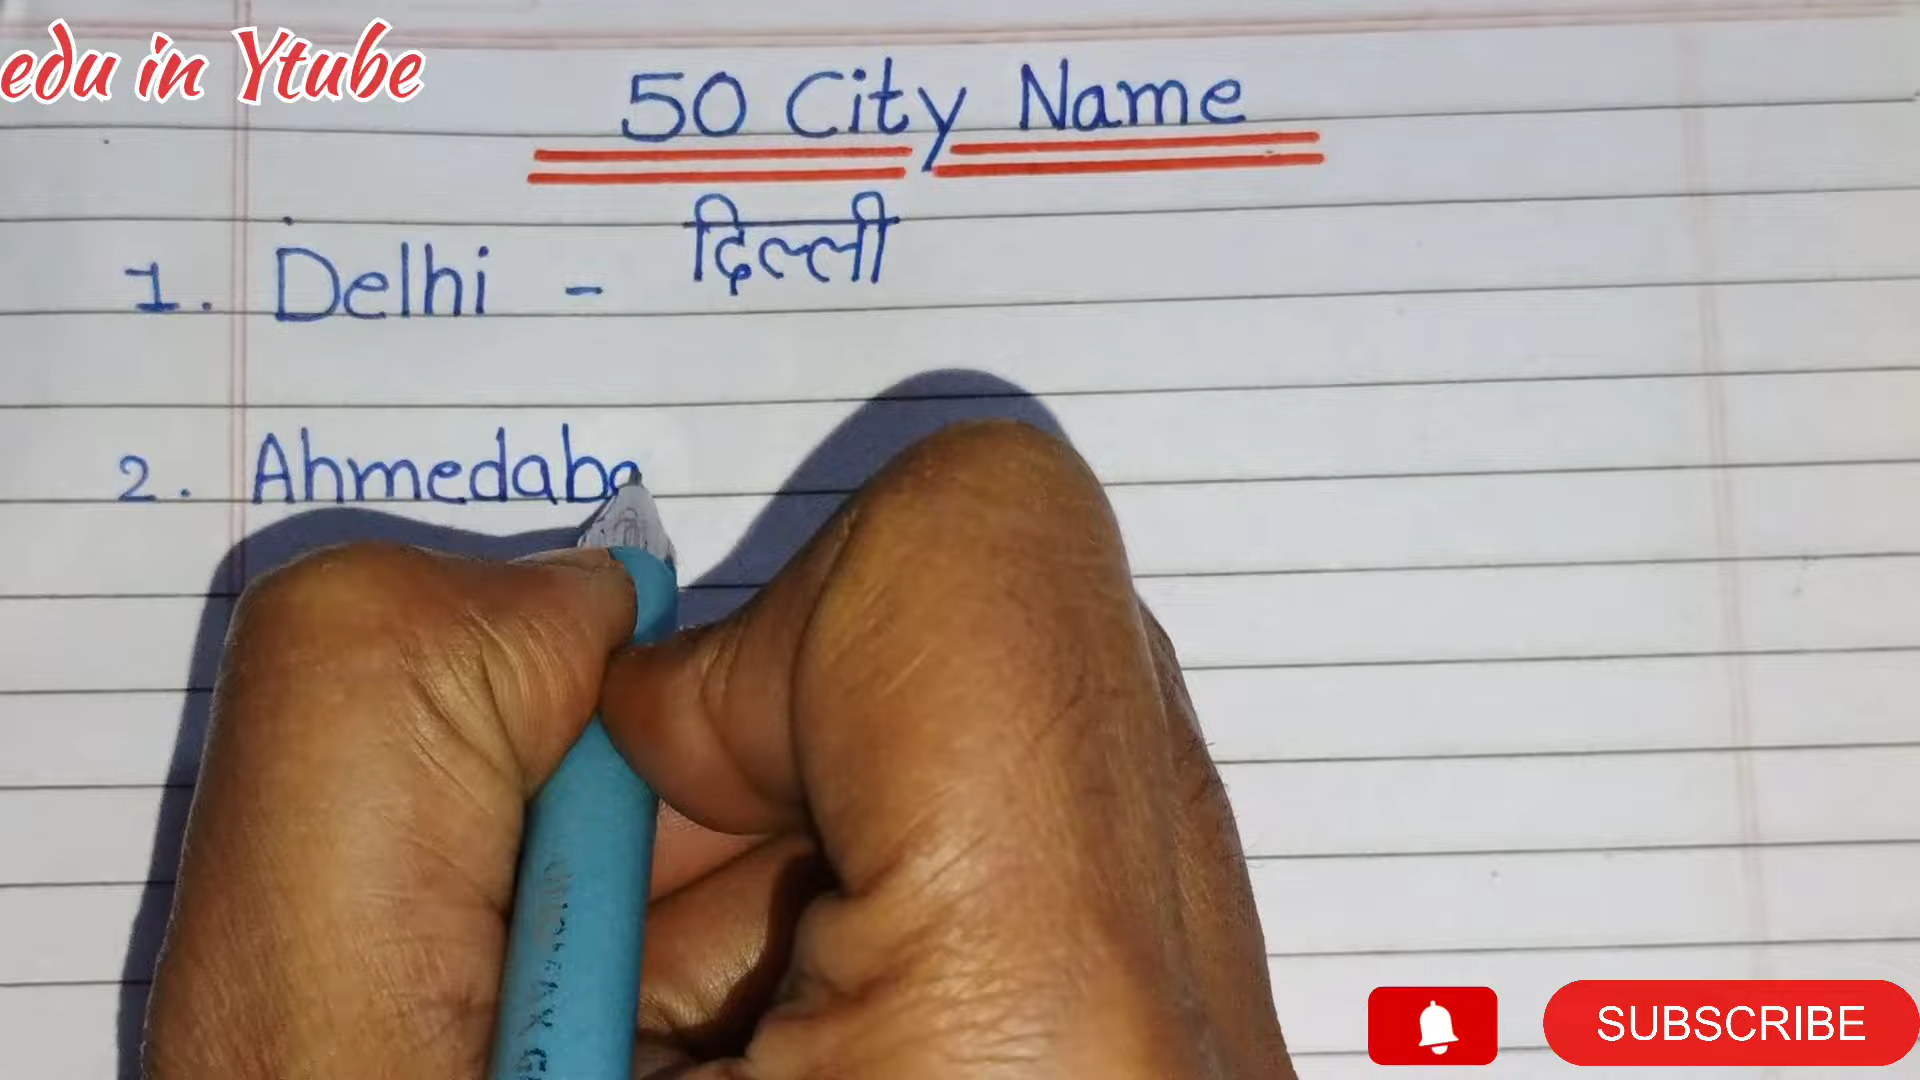 edu in Ytube
50 City Name
1. Delhi - दिल्ली
2. Ahmedaba
SUBSCRIBE